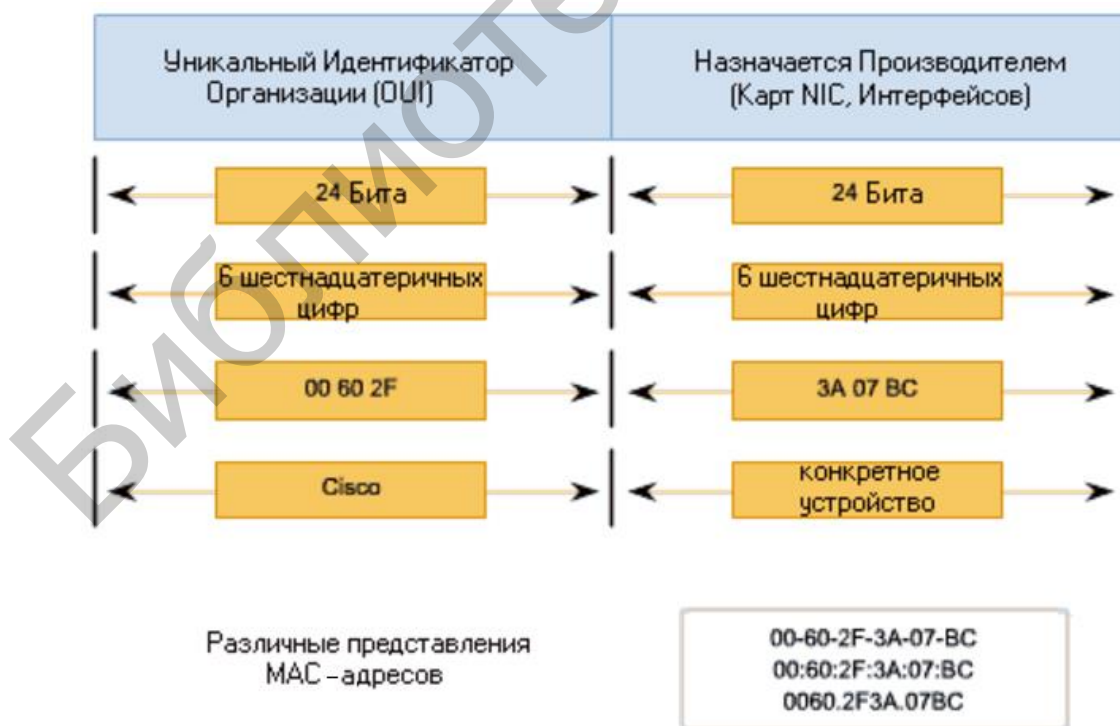 Уникальный Идентификатор
Организации (OUI)
Назначается Производителем
(Карт NIC, Интерфейсов)
24 Бита
24 Бита
6 шестнадцатеричных
цифр
6 шестнадцатеричных
цифр
00 60 2F
3A 07 BC
Cisco
конкретное
устройство
Различные представления
MAC – адресов
00-60-2F-3A-07-BC
00:60:2F:3A:07:BC
0060.2F3A.07BC
Библиоте